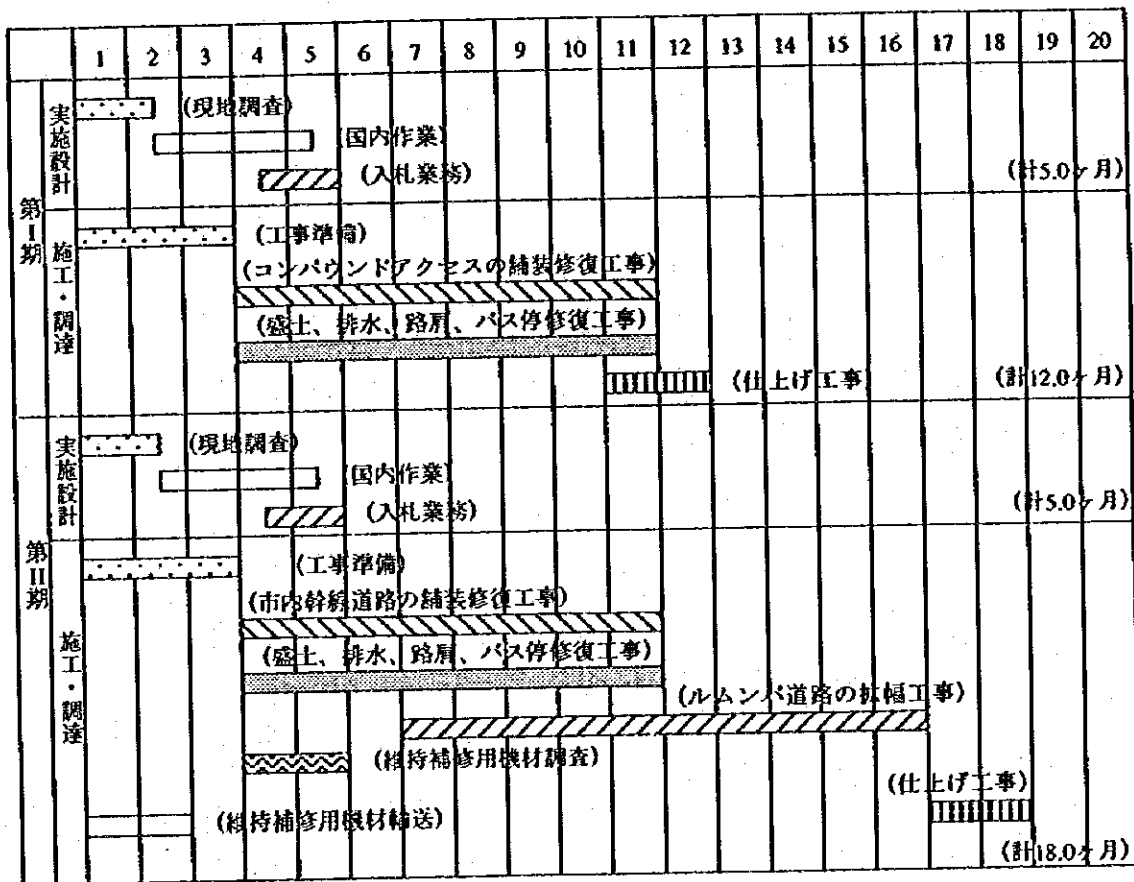 1 2 3 4 5 6 7 8 9 10 11 12 13 14 15 16 17 18 19 20
第I期
実施設計
(現地調査)
(国内作業)
(入札業務)
(計5.0ヶ月)
施工・調達
(工事準備)
(コンパウンドアクセスの舗装修復工事)
(盛土、排水、路肩、バス停修復工事)
(仕上げ工事)
(計12.0ヶ月)
第II期
実施設計
(現地調査)
(国内作業)
(入札業務)
(計5.0ヶ月)
施工・調達
(工事準備)
(市内幹線道路の舗装修復工事)
(盛土、排水、路肩、バス停修復工事)
(ルムンバ道路の拡幅工事)
(維持補修用機材調査)
(仕上げ工事)
(維持補修用機材輸送)
(計18.0ヶ月)